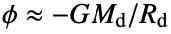 ϕ ≈ −GM_d/R_d